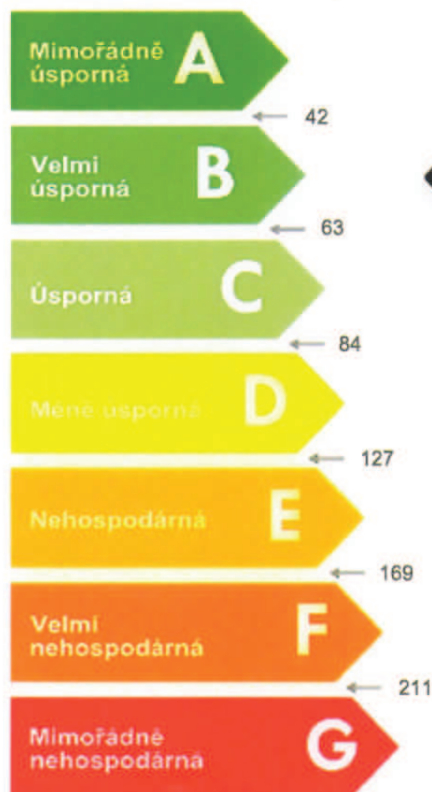 Mimořádně
úsporná
A
42
Velmi
úsporná
B
63
Úsporná
C
84
Méně úsporná
D
127
Nehospodárná
E
169
Velmi
nehospodárná
F
211
Mimořádně
nehospodárná
G